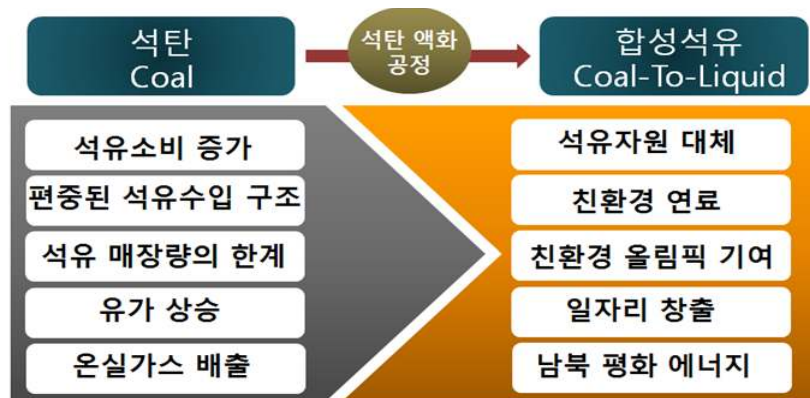 석탄
Coal
석탄 액화
공정
합성석유
Coal-To-Liquid
석유소비 증가
편중된 석유수입 구조
석유 매장량의 한계
유가 상승
온실가스 배출
석유자원 대체
친환경 연료
친환경 올림픽 기여
일자리 창출
남북 평화 에너지